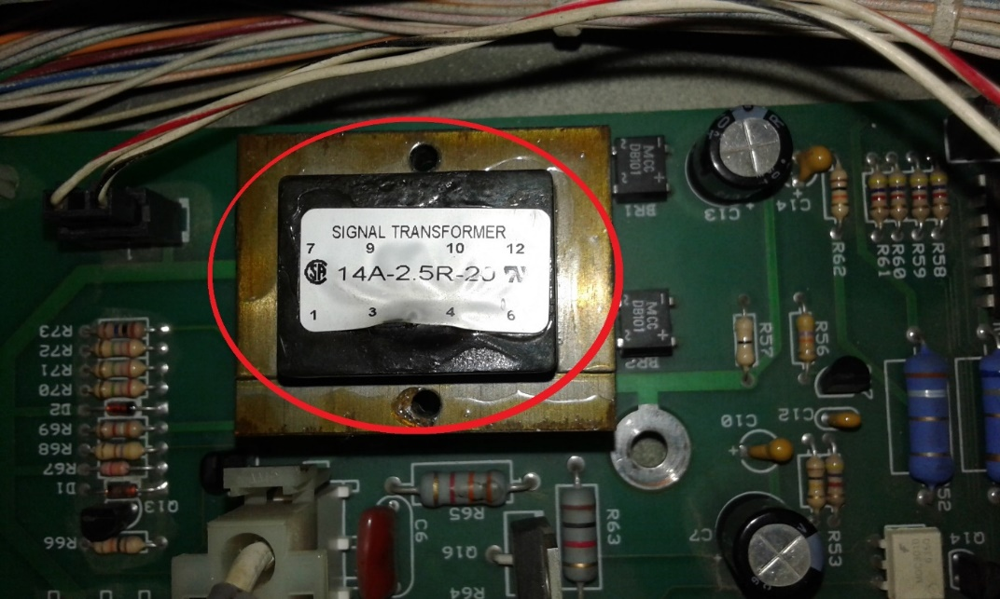 SIGNAL TRANSFORMER
7 9 10 12
14A-2.5R-20
1 3 4 6
MCC
DB101
BR1
C13
C14
R62
R61
R60
R59
R58
MCC
DB101
BR2
R57
R56
R73
R72
R71
R70
D2
R69
R68
R67
D1
Q13
R66
C10
C12
R65
C6
Q16
R63
R64
C7
R53
Q14